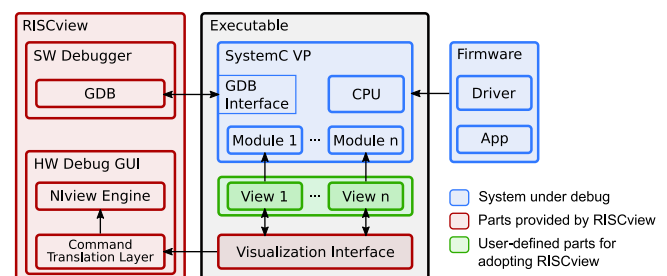 RISCview
SW Debugger
GDB
HW Debug GUI
NIview Engine
Command
Translation Layer
Executable
SystemC VP
GDB
Interface
CPU
Module 1
...
Module n
View 1
...
View n
Visualization Interface
Firmware
Driver
App
System under debug
Parts provided by RISCview
User-defined parts for
adopting RISCview